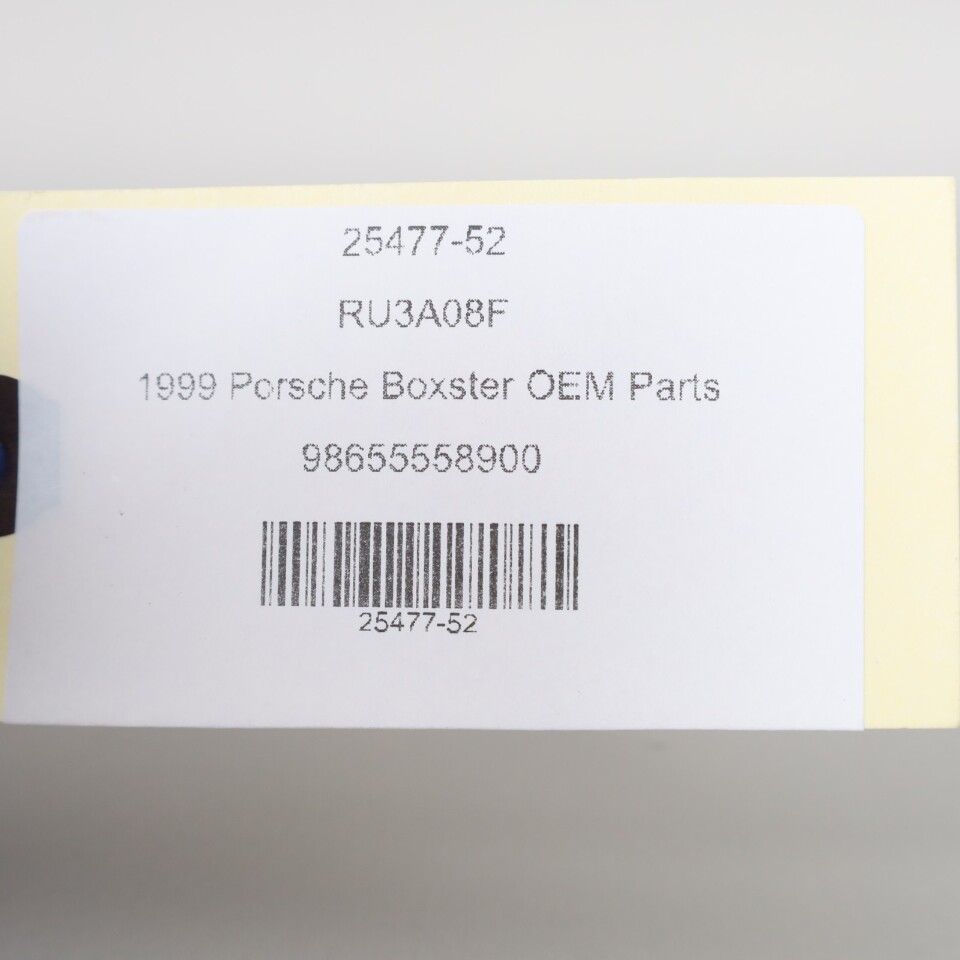 25477-52
RU3A08F
1999 Porsche Boxster OEM Parts
98655558900
25477-52